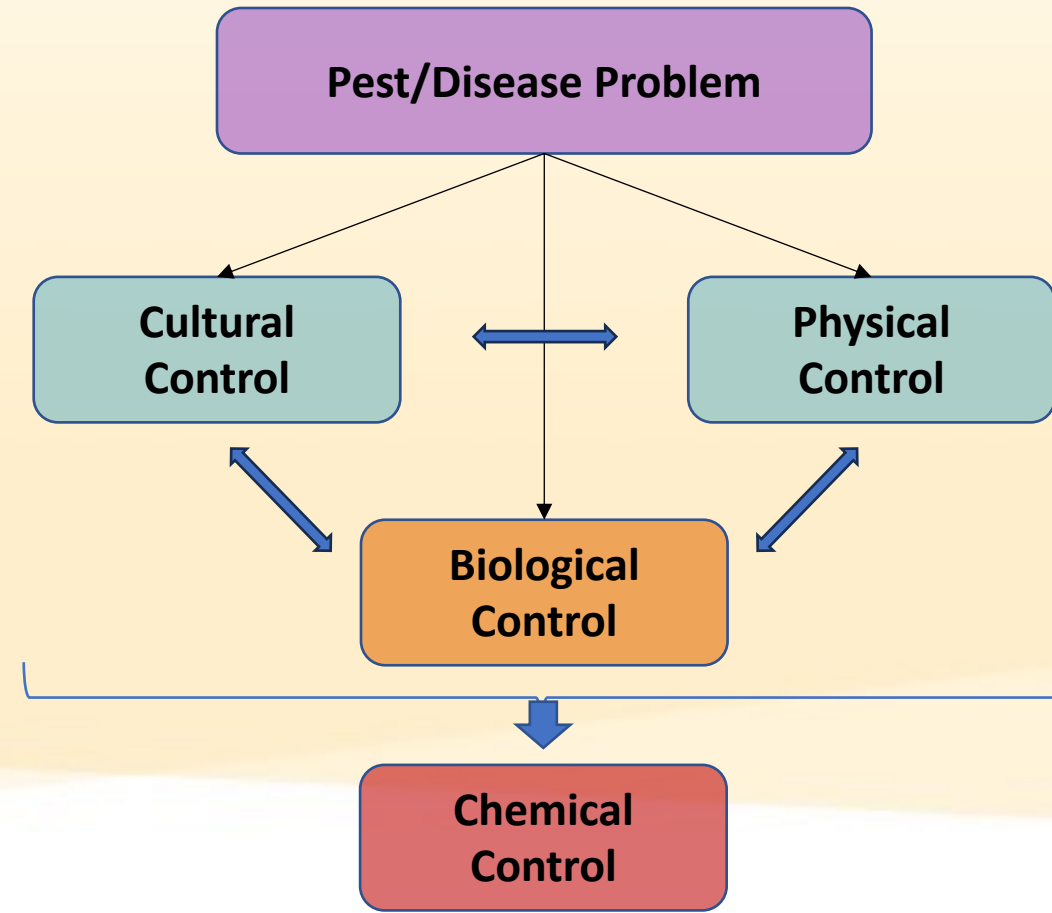 Pest/Disease Problem
Cultural
Control
Physical
Control
Biological
Control
Chemical
Control